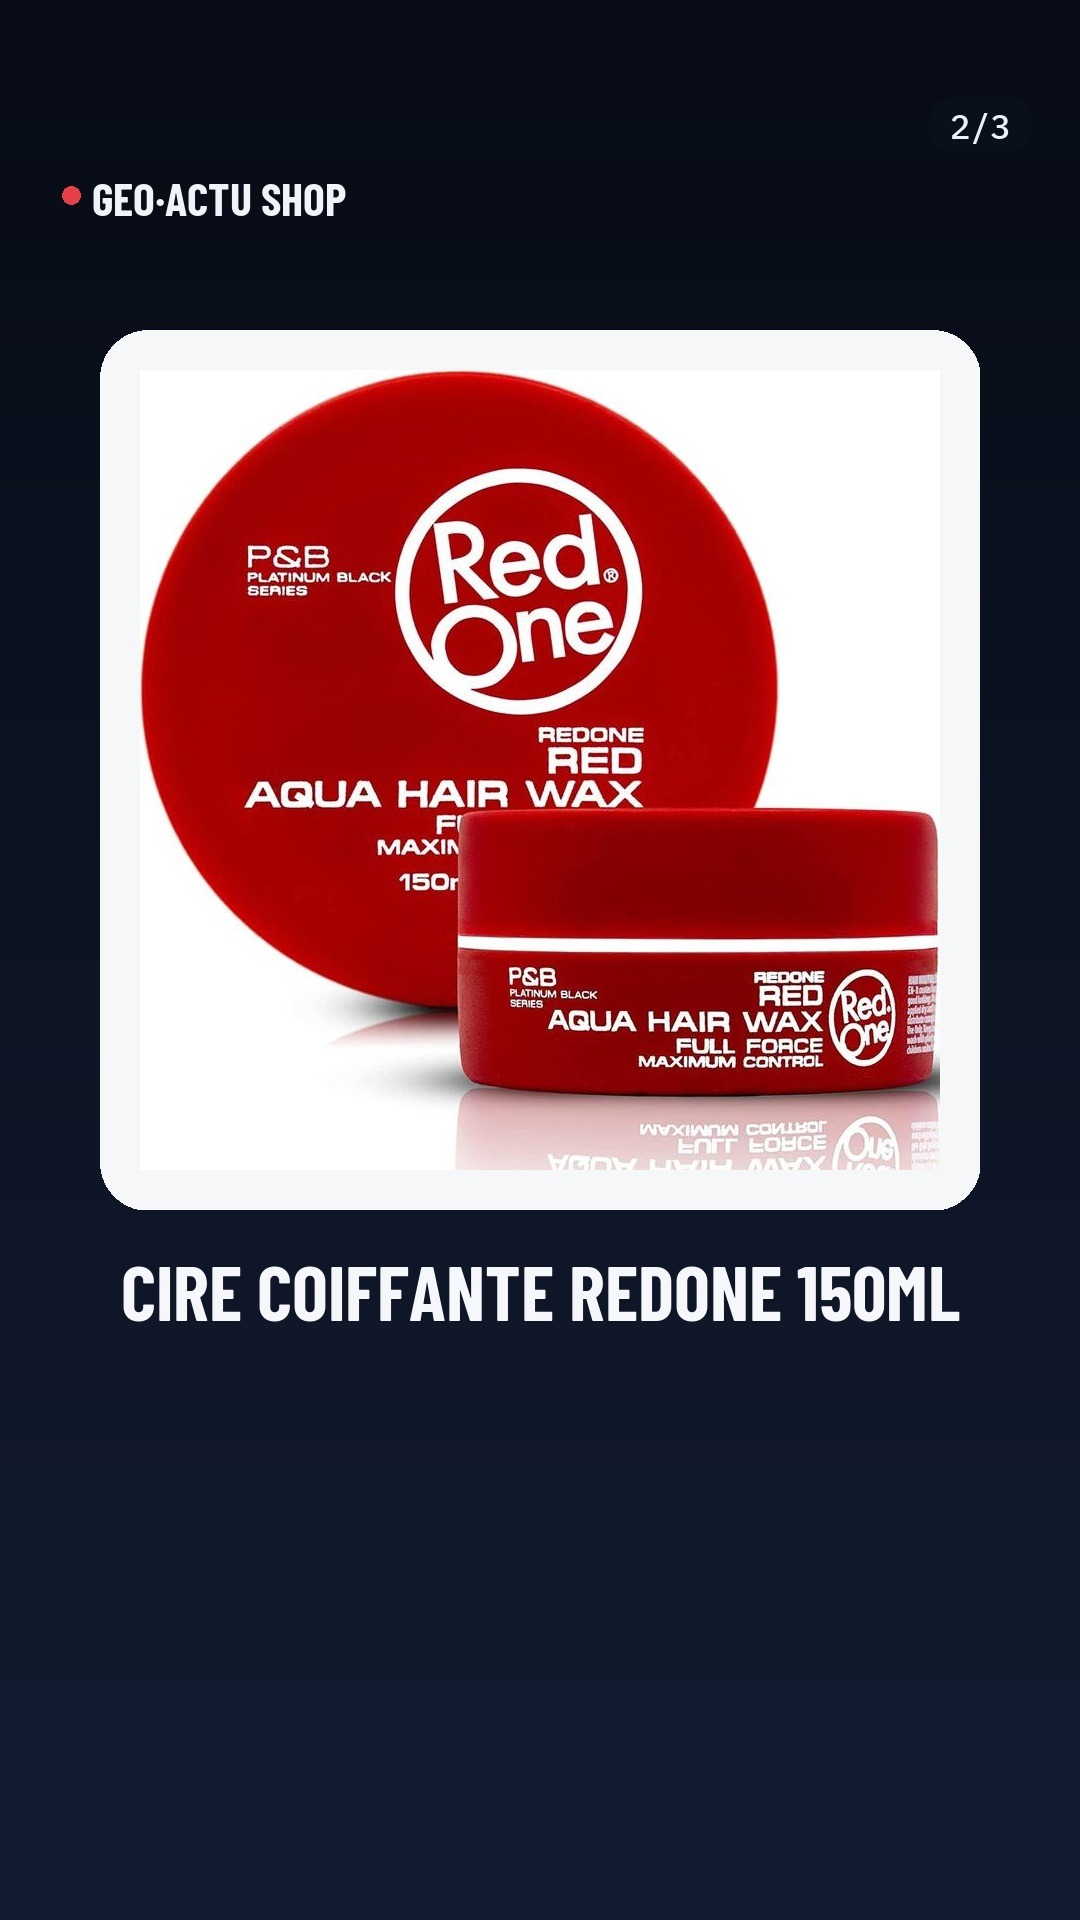 2/3
GEO·ACTU SHOP
P&B
PLATINUM BLACK
SERIES
Red
One
®
REDONE
RED
AQUA HAIR WAX
150
P&B
PLATINUM BLACK
SERIES
REDONE
RED
AQUA HAIR WAX
FULL FORCE
MAXIMUM CONTROL
Red
One
CIRE COIFFANTE REDONE 150ML